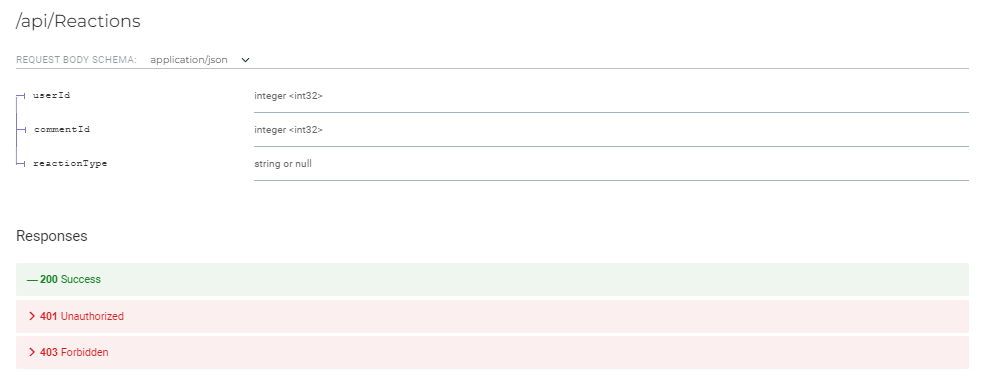 /api/Reactions
REQUEST BODY SCHEMA: application/json
userId integer <int32>
commentId integer <int32>
reactionType string or null
Responses
— 200 Success
401 Unauthorized
403 Forbidden